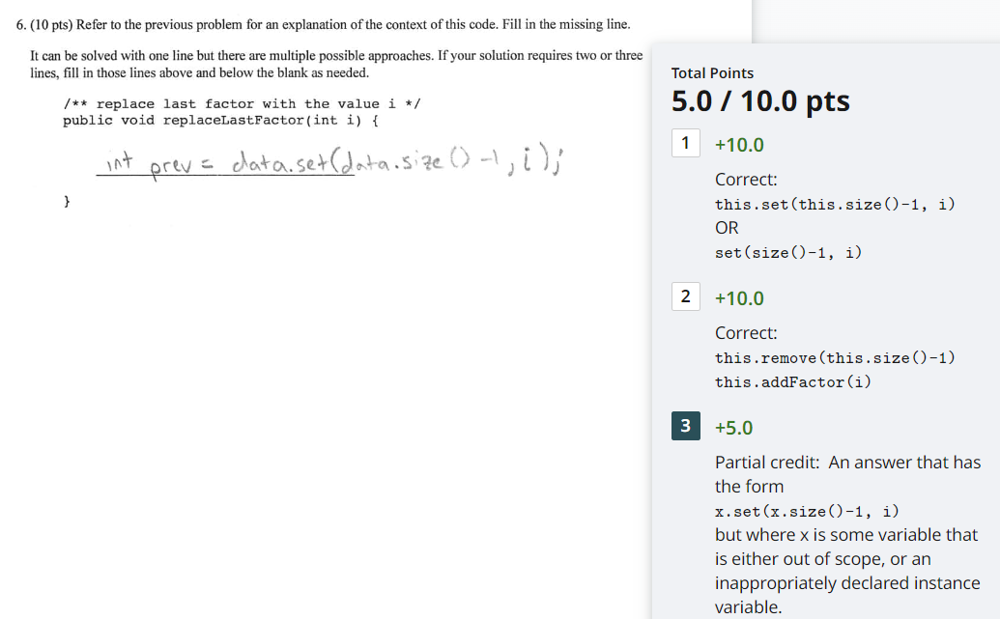 6. (10 pts) Refer to the previous problem for an explanation of the context of this code. Fill in the missing line.
It can be solved with one line but there are multiple possible approaches. If your solution requires two or three
lines, fill in those lines above and below the blank as needed.
/** replace last factor with the value i */
public void replaceLastFactor(int i) {
int prev = data.set(data.size()-1, i);
}
Total Points
5.0 / 10.0 pts
1 +10.0
Correct:
this.set(this.size()-1, i)
OR
set(size()-1, i)
2 +10.0
Correct:
this.remove(this.size()-1)
this.addFactor(i)
3 +5.0
Partial credit: An answer that has
the form
x.set(x.size()-1, i)
but where x is some variable that
is either out of scope, or an
inappropriately declared instance
variable.